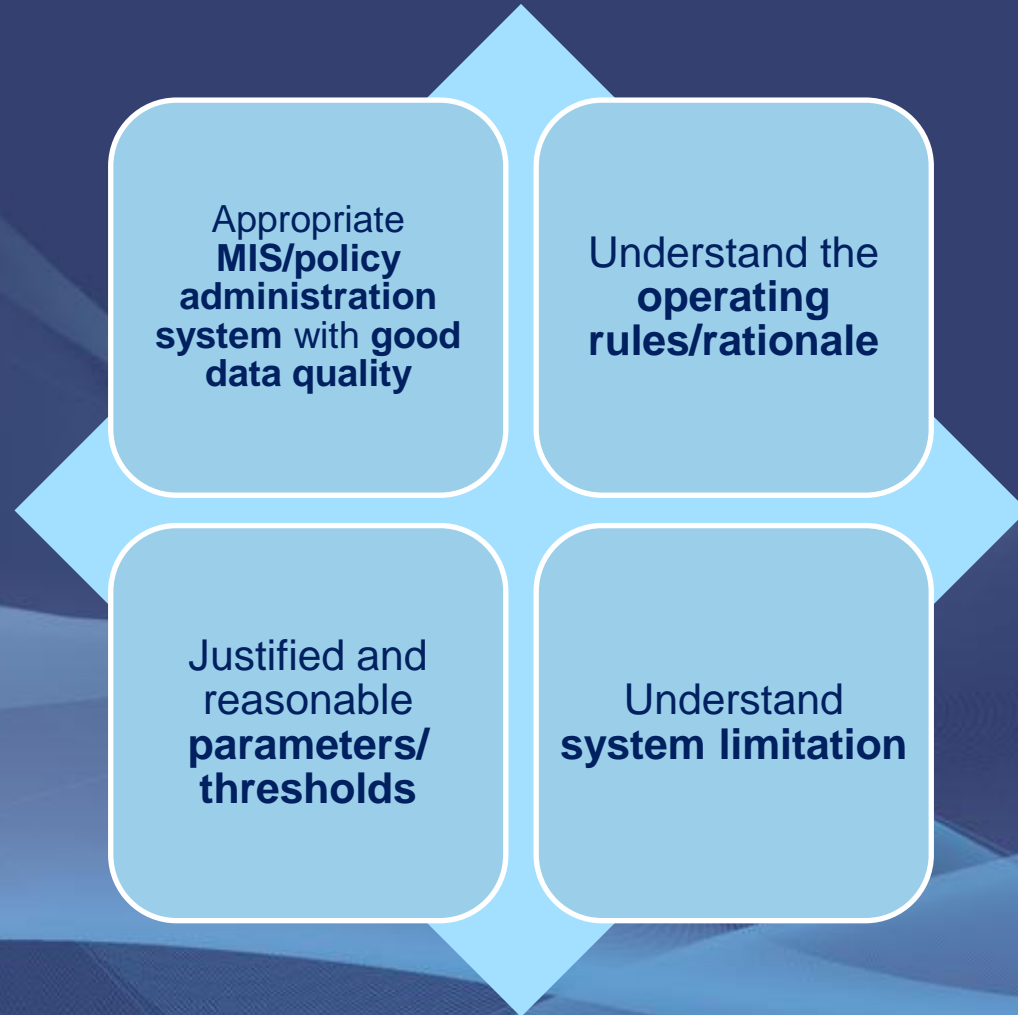 Appropriate
MIS/policy
administration
system with good
data quality
Understand the
operating
rules/rationale
Justified and
reasonable
parameters/
thresholds
Understand
system limitation